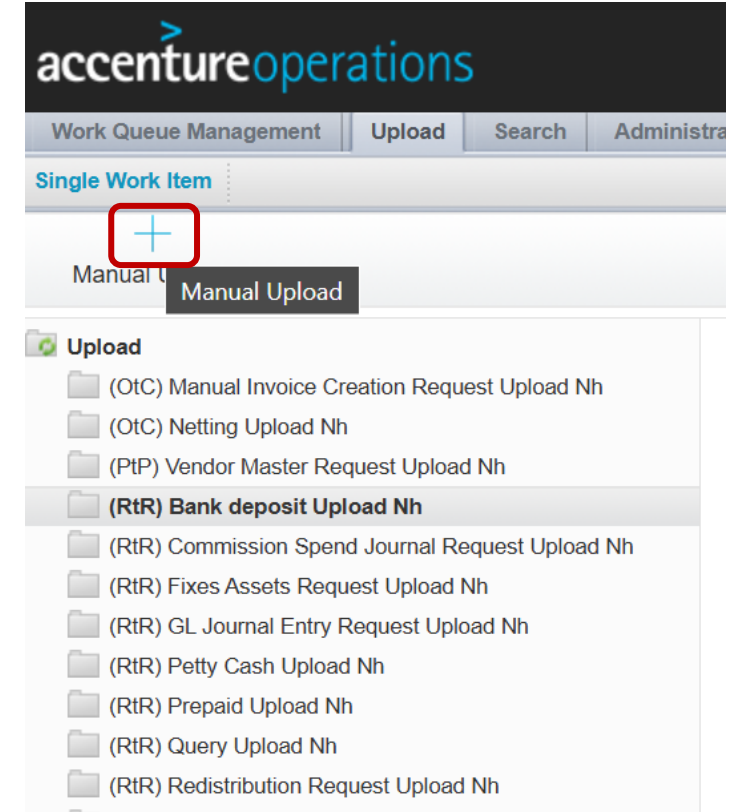 accentureoperations
Work Queue Management Upload Search Administra
Single Work Item
Manual U
Manual Upload
Upload
(OtC) Manual Invoice Creation Request Upload Nh
(OtC) Netting Upload Nh
(PtP) Vendor Master Request Upload Nh
(RtR) Bank deposit Upload Nh
(RtR) Commission Spend Journal Request Upload Nh
(RtR) Fixes Assets Request Upload Nh
(RtR) GL Journal Entry Request Upload Nh
(RtR) Petty Cash Upload Nh
(RtR) Prepaid Upload Nh
(RtR) Query Upload Nh
(RtR) Redistribution Request Upload Nh